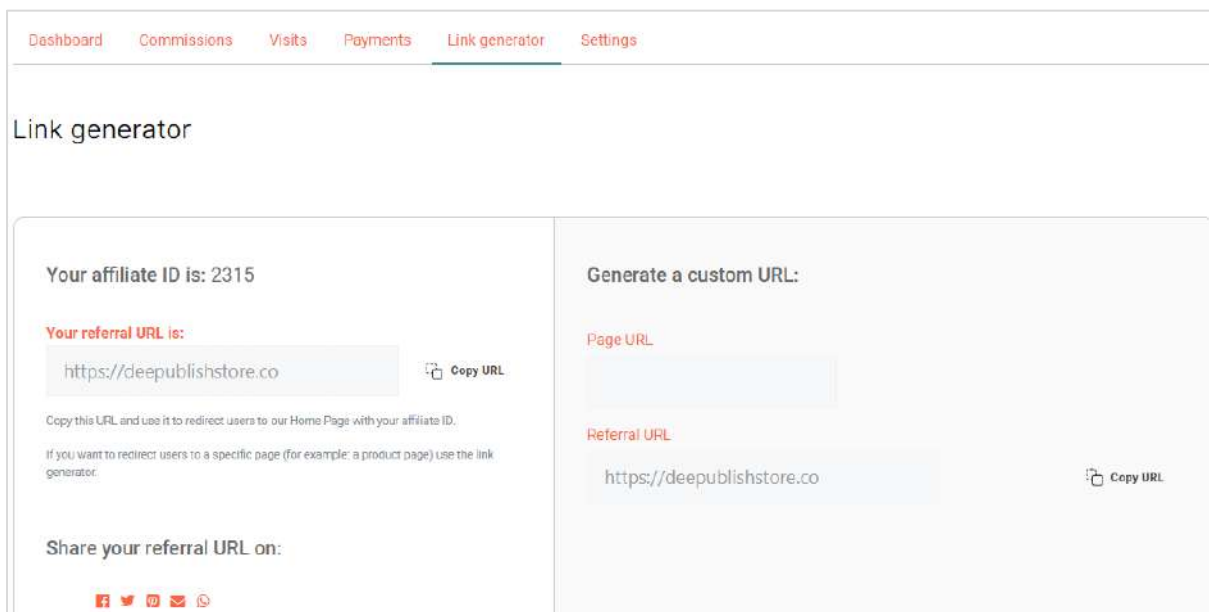 Dashboard Commissions Visits Payments Link generator Settings
Link generator
Your affiliate ID is: 2315
Your referral URL is:
https://deepublishstore.co
Copy URL
Copy this URL and use it to redirect users to our Home Page with your affiliate ID.
If you want to redirect users to a specific page (for example: a product page) use the link
generator.
Share your referral URL on:
Generate a custom URL:
Page URL
Referral URL
https://deepublishstore.co
Copy URL